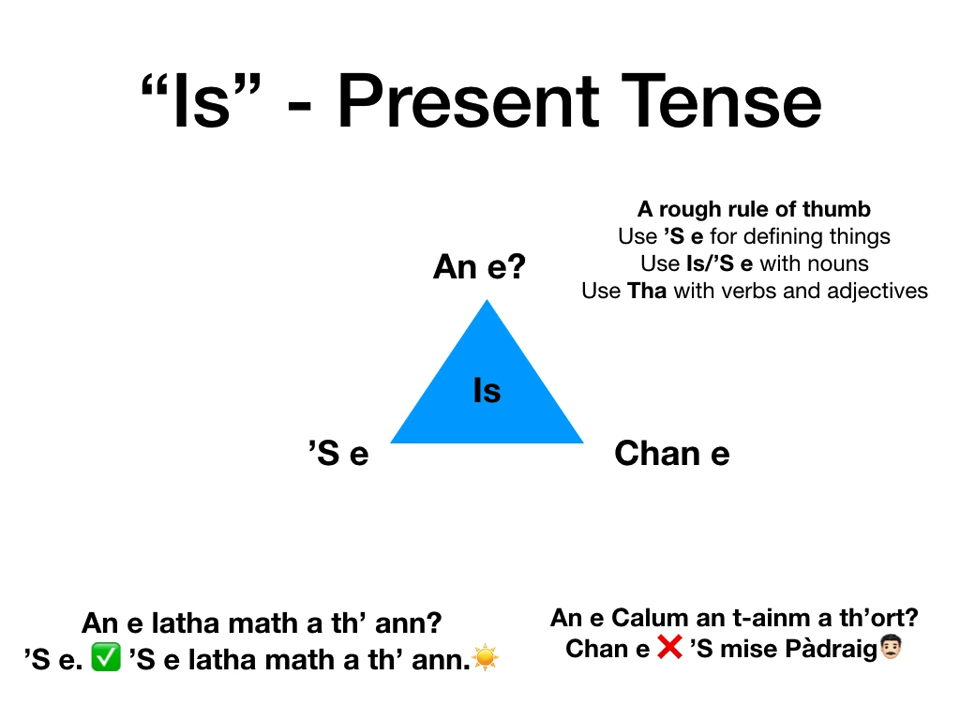 “Is” - Present Tense
A rough rule of thumb
Use ’S e for defining things
Use Is/’S e with nouns
Use Tha with verbs and adjectives
An e?
Is
’S e
Chan e
An e latha math a th’ ann?
’S e. ✅ ’S e latha math a th’ ann.☀️
An e Calum an t-ainm a th’ort?
Chan e ❌ ’S mise Pàdraig👨🏻